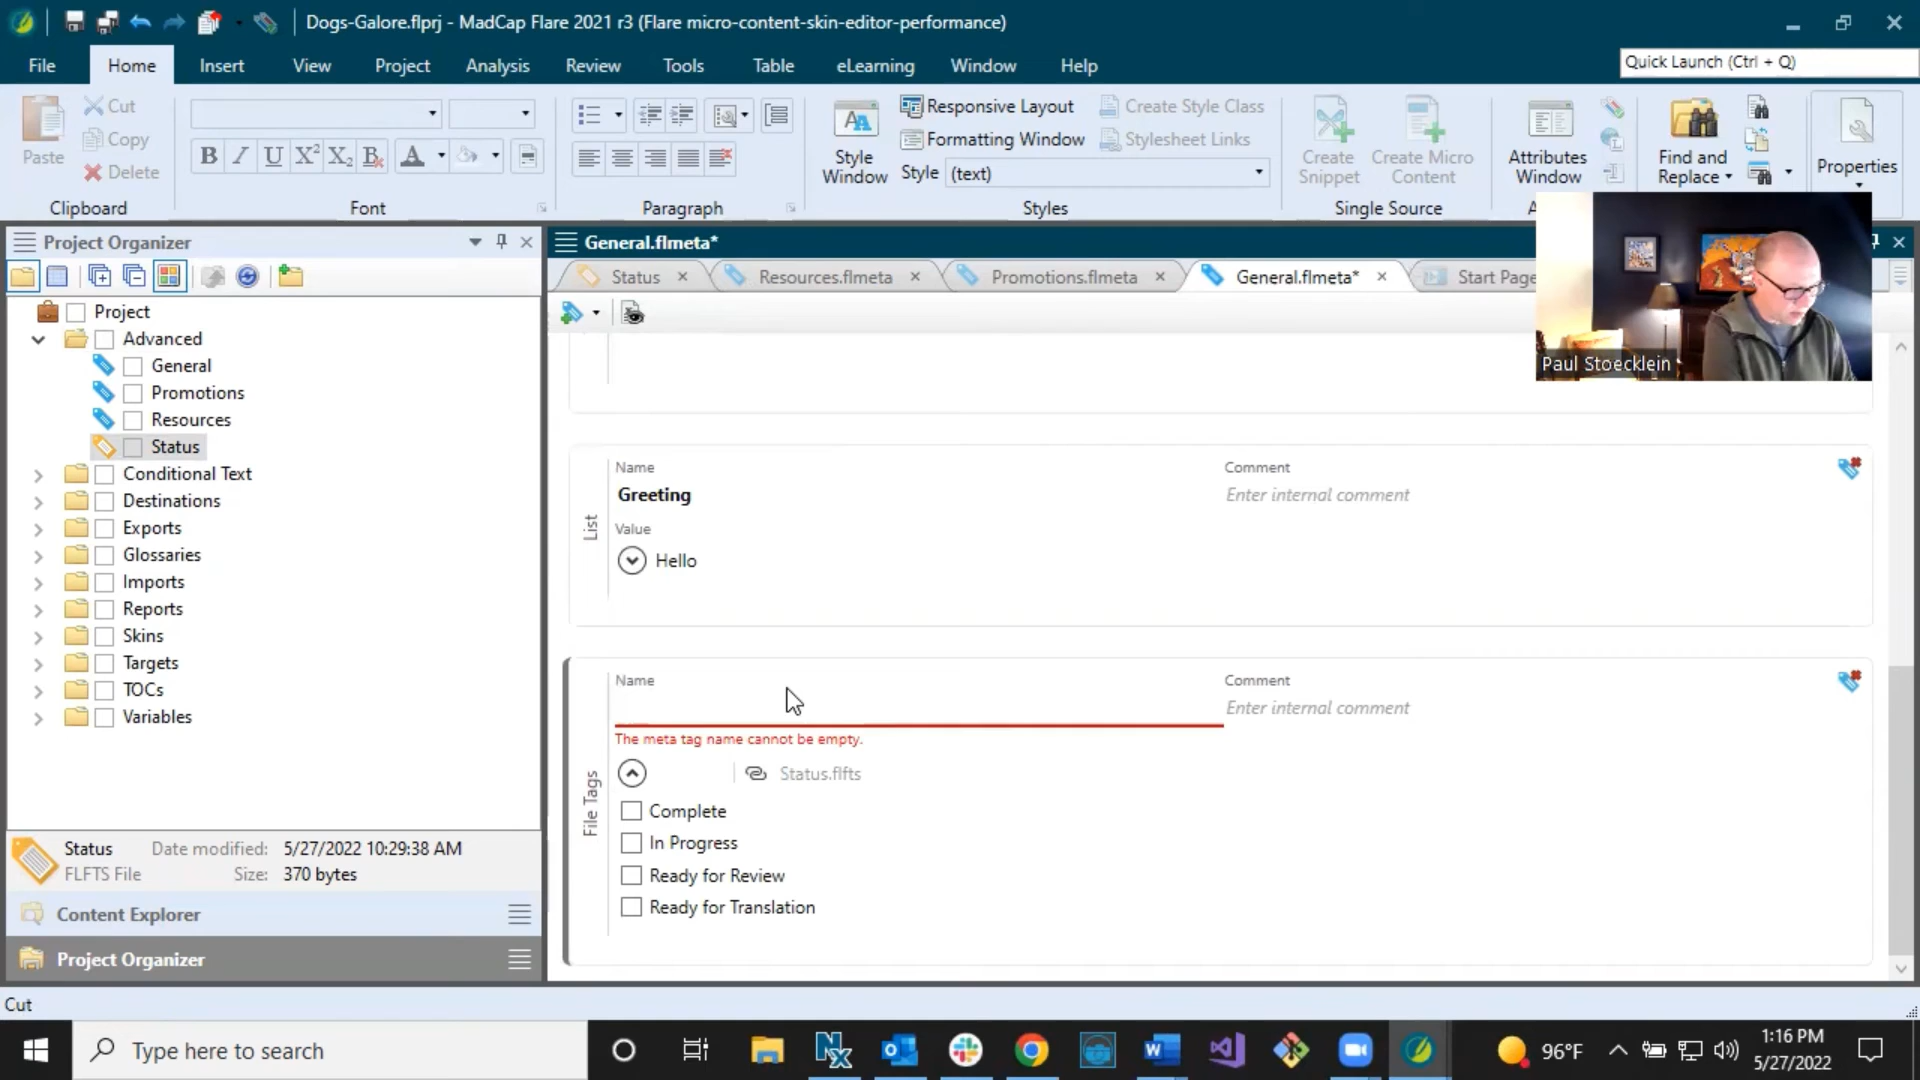 Dogs-Galore.flprj - MadCap Flare 2021 r3 (Flare micro-content-skin-editor-performance)
File Home Insert View Project Analysis Review Tools Table eLearning Window Help
Quick Launch (Ctrl + Q)
Paste
Cut
Copy
Delete
Clipboard
B I U X² X₂ B
A
Font
Paragraph
Style Window
Responsive Layout
Formatting Window
Style (text)
Create Style Class
Stylesheet Links
Styles
Create Snippet
Create Micro Content
Single Source
Attributes Window
Find and Replace
Properties
Project Organizer
Project
Advanced
General
Promotions
Resources
Status
Conditional Text
Destinations
Exports
Glossaries
Imports
Reports
Skins
Targets
TOCs
Variables
Status Date modified: 5/27/2022 10:29:38 AM
FLFTS File Size: 370 bytes
Content Explorer
Project Organizer
General.flmeta*
Status Resources.flmeta Promotions.flmeta General.flmeta* Start Page
Paul Stoecklein
List
Name Comment
Greeting Enter internal comment
Value
Hello
File Tags
Name Comment
Enter internal comment
The meta tag name cannot be empty.
Status.flfts
Complete
In Progress
Ready for Review
Ready for Translation
Cut
Type here to search
96°F
1:16 PM
5/27/2022